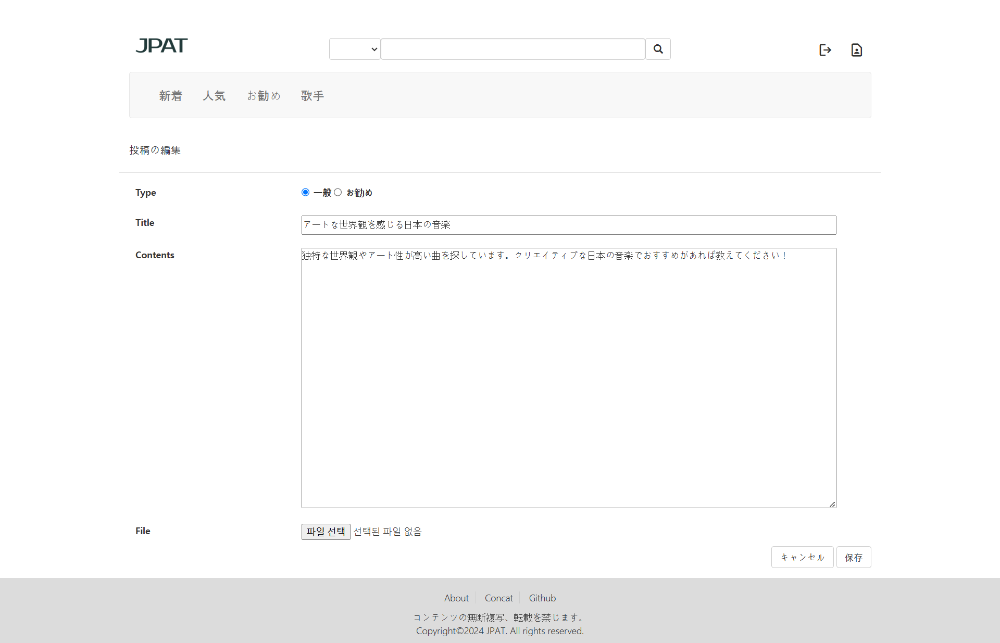 JPAT
新着 人気 お勧め 歌手
投稿の編集
Type 一般 お勧め
Title アートな世界観を感じる日本の音楽
Contents 独特な世界観やアート性が高い曲を探しています。クリエイティブな日本の音楽でおすすめがあれば教えてください！
File 파일 선택 선택된 파일 없음
キャンセル 保存
About Concat Github
コンテンツの無断複写、転載を禁じます。
Copyright©2024 JPAT. All rights reserved.